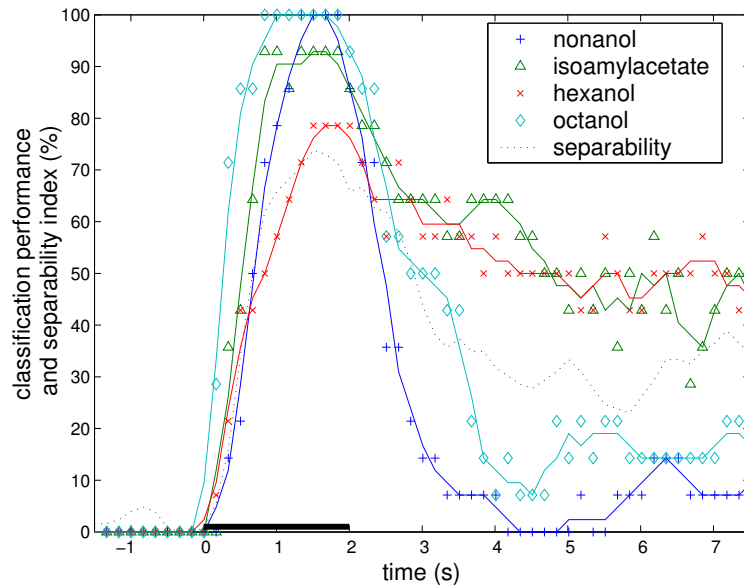 100
90
80
70
60
50
40
30
20
10
0
classification performance
and separability index (%)
nonanol
isoamylacetate
hexanol
octanol
separability
−1 0 1 2 3 4 5 6 7
time (s)